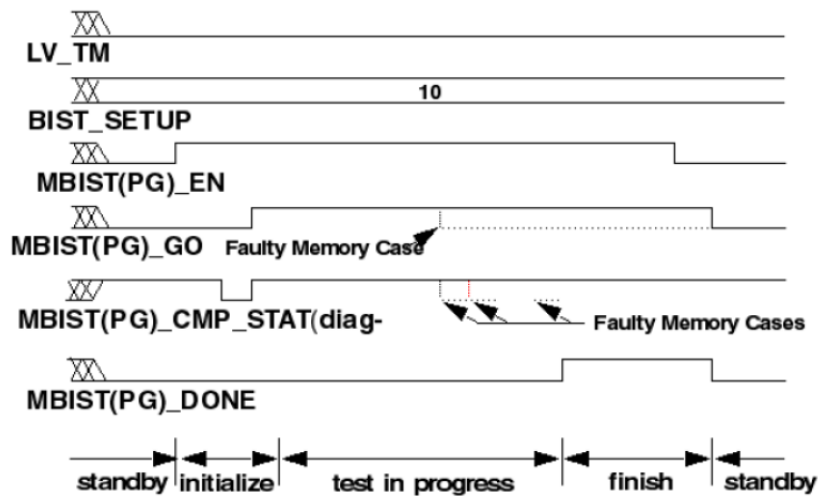 LV_TM
10
BIST_SETUP
MBIST(PG)_EN
MBIST(PG)_GO Faulty Memory Case
MBIST(PG)_CMP_STAT(diag- Faulty Memory Cases
MBIST(PG)_DONE
standby initialize test in progress finish standby